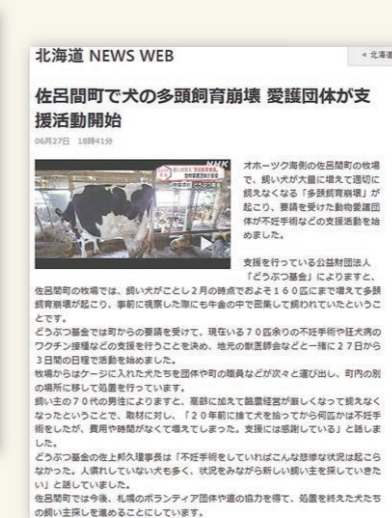 北海道 NEWS WEB
< 北海道
佐呂間町で犬の多頭飼育崩壊 愛護団体が支
援活動開始
06月27日 18時41分
NHK
オホーツク海側の佐呂間町の牧場
で、飼い犬が大量に増えて適切に
飼えなくなる「多頭飼育崩壊」が
起こり、要請を受けた動物愛護団
体が不妊手術などの支援活動を始
めました。
支援を行っている公益財団法人
「どうぶつ基金」によりますと、
佐呂間町の牧場では、飼い犬がことし2月の時点でおよそ160匹にまで増えて多頭
飼育崩壊が起こり、事前に視察した際にも牛舎の中で密集して飼われていたというこ
とです。
どうぶつ基金では町からの要請を受けて、現在いる70匹余りの不妊手術や狂犬病の
ワクチン接種などの支援を行うことを決め、地元の獣医師会などと一緒に27日から
3日間の日程で活動を始めました。
牧場からはケージに入れた犬たちを団体や町の職員などが次々と運び出し、町内の別
の場所に移して処置を行っています。
飼い主の70代の男性によりますと、高齢に加えて酪農経営が厳しくなって飼えなく
なったということで、取材に対し、「20年前に捨て犬を拾ってから何匹かは不妊手
術をしたが、費用や時間がなくて増えてしまった。支援には感謝している」と話しま
した。
どうぶつ基金の佐上邦久理事長は「不妊手術をしていればこんな悲惨な状況は起こら
なかった。人慣れしていない犬も多く、状況をみながら新しい飼い主を探していきた
い」と話していました。
佐呂間町では今後、札幌のボランティア団体や道の協力を得て、処置を終えた犬たち
の飼い主探しを進めることにしています。